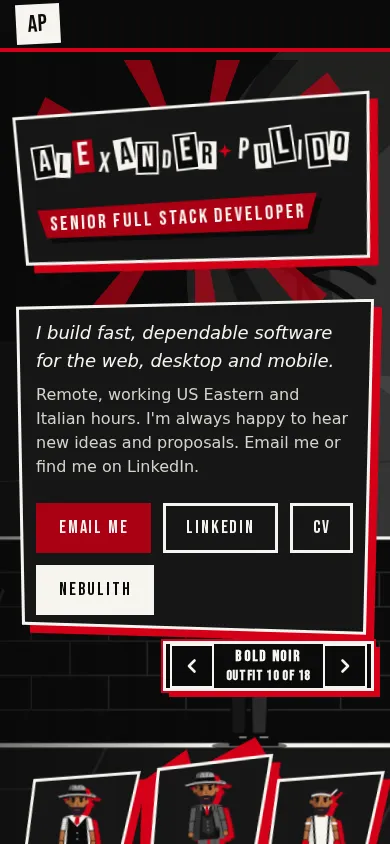 AP
ALEXANDER PULIDO
SENIOR FULL STACK DEVELOPER
I build fast, dependable software
for the web, desktop and mobile.
Remote, working US Eastern and
Italian hours. I'm always happy to hear
new ideas and proposals. Email me or
find me on LinkedIn.
EMAIL ME LINKEDIN CV
NEBULITH
BOLD NOIR
OUTFIT 10 OF 18